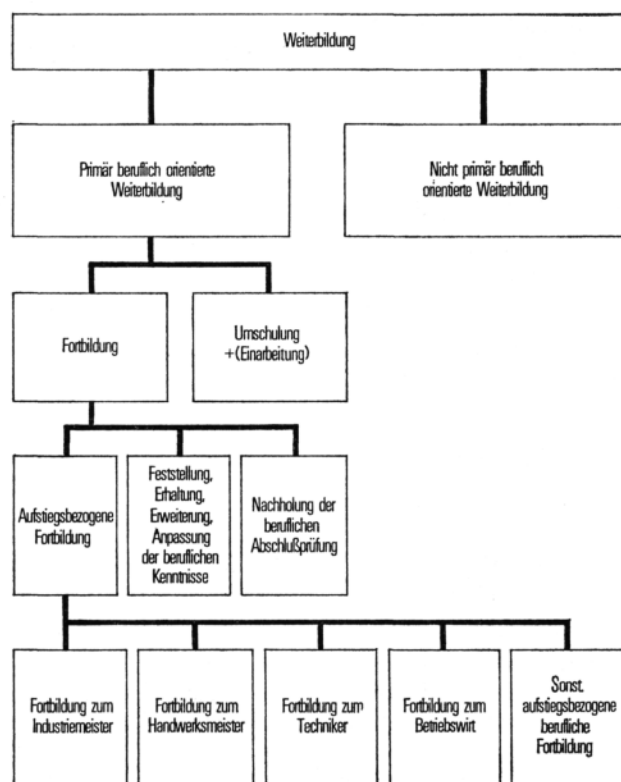 Weiterbildung
Primär beruflich orientierte
Weiterbildung
Nicht primär beruflich
orientierte Weiterbildung
Fortbildung
Umschulung
+(Einarbeitung)
Aufstiegsbezogene
Fortbildung
Feststellung,
Erhaltung,
Erweiterung,
Anpassung
der beruflichen
Kenntnisse
Nachholung der
beruflichen
Abschlußprüfung
Fortbildung zum
Industriemeister
Fortbildung zum
Handwerksmeister
Fortbildung zum
Techniker
Fortbildung zum
Betriebswirt
Sonst.
aufstiegsbezogene
berufliche
Fortbildung